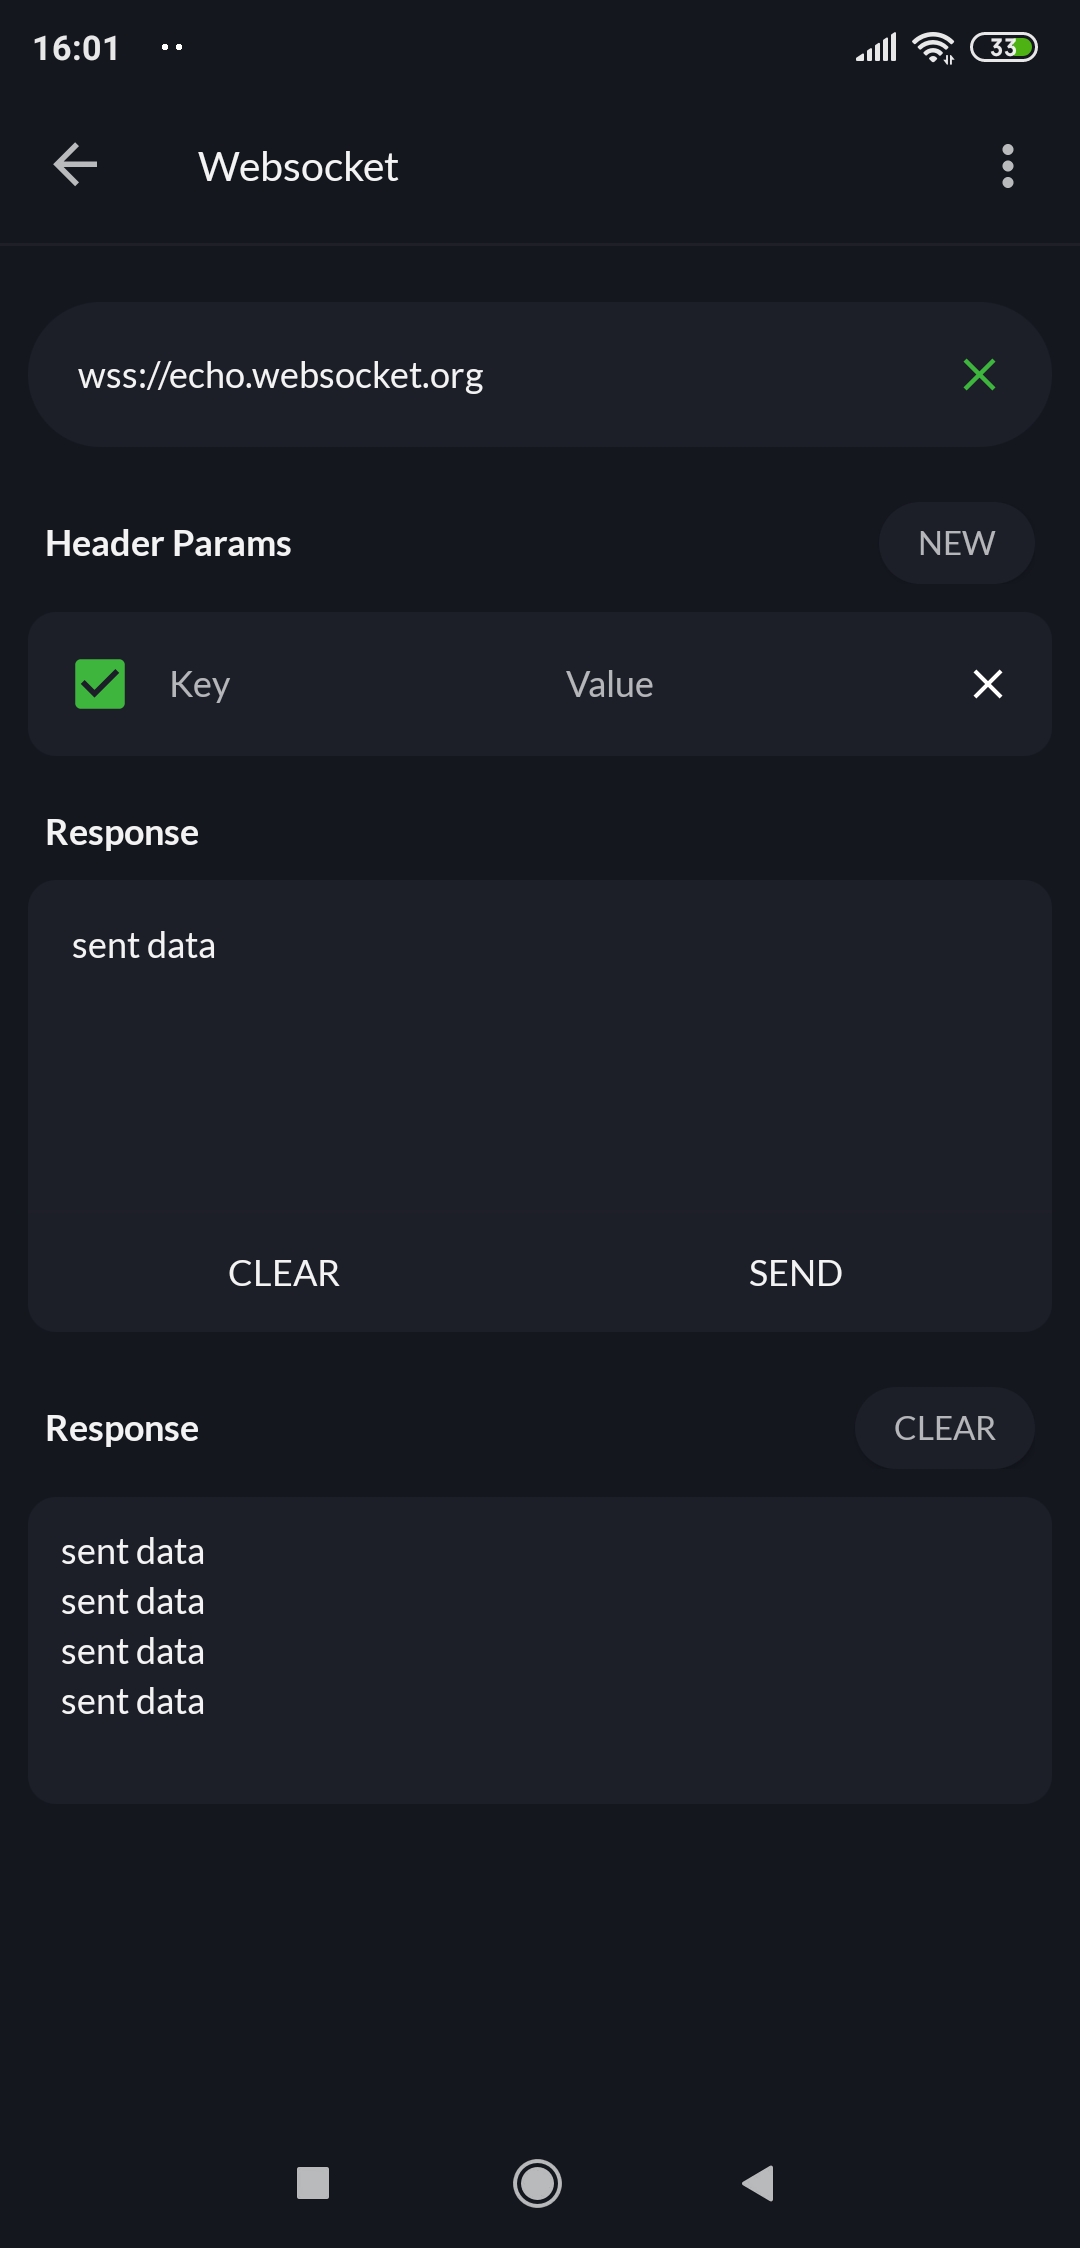 16:01
33
Websocket
wss://echo.websocket.org
Header Params
NEW
Key Value
Response
sent data
CLEAR SEND
Response
CLEAR
sent data
sent data
sent data
sent data